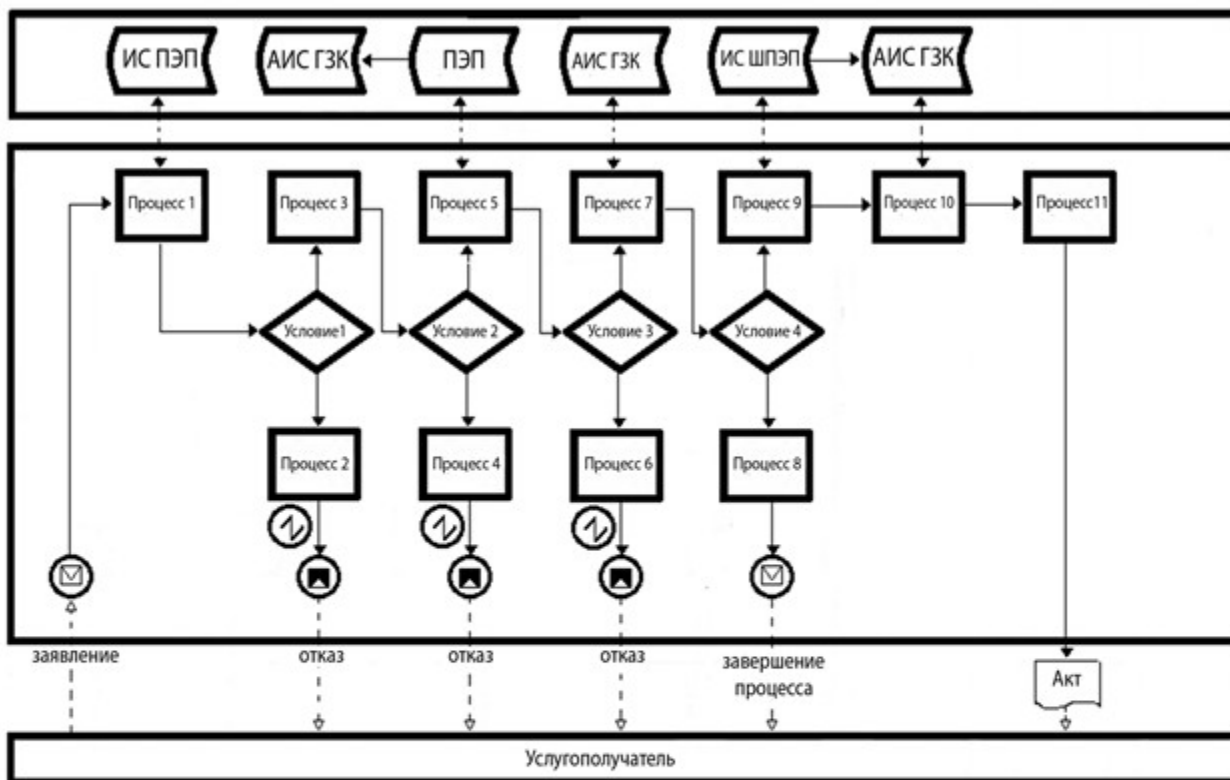 ИС ПЭП
АИС ГЗК
ПЭП
АИС ГЗК
ИС ШПЭП
АИС ГЗК
Процесс 1
Процесс 3
Процесс 5
Процесс 7
Процесс 9
Процесс 10
Процесс11
Условие1
Условие 2
Условие 3
Условие 4
Процесс 2
Процесс 4
Процесс 6
Процесс 8
заявление
отказ
отказ
отказ
завершение
процесса
Акт
Услугополучатель